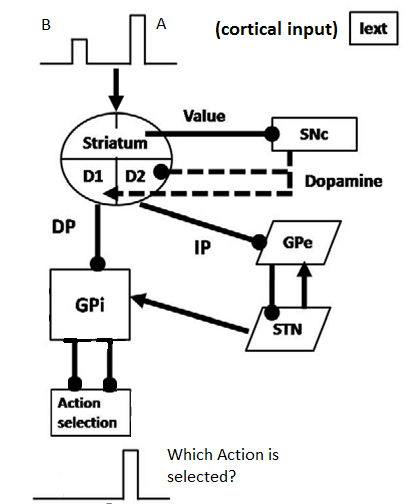 B
A
(cortical input)
Iext
Striatum
Value
SNc
D1
D2
Dopamine
DP
IP
GPe
GPi
STN
Action
selection
Which Action is
selected?